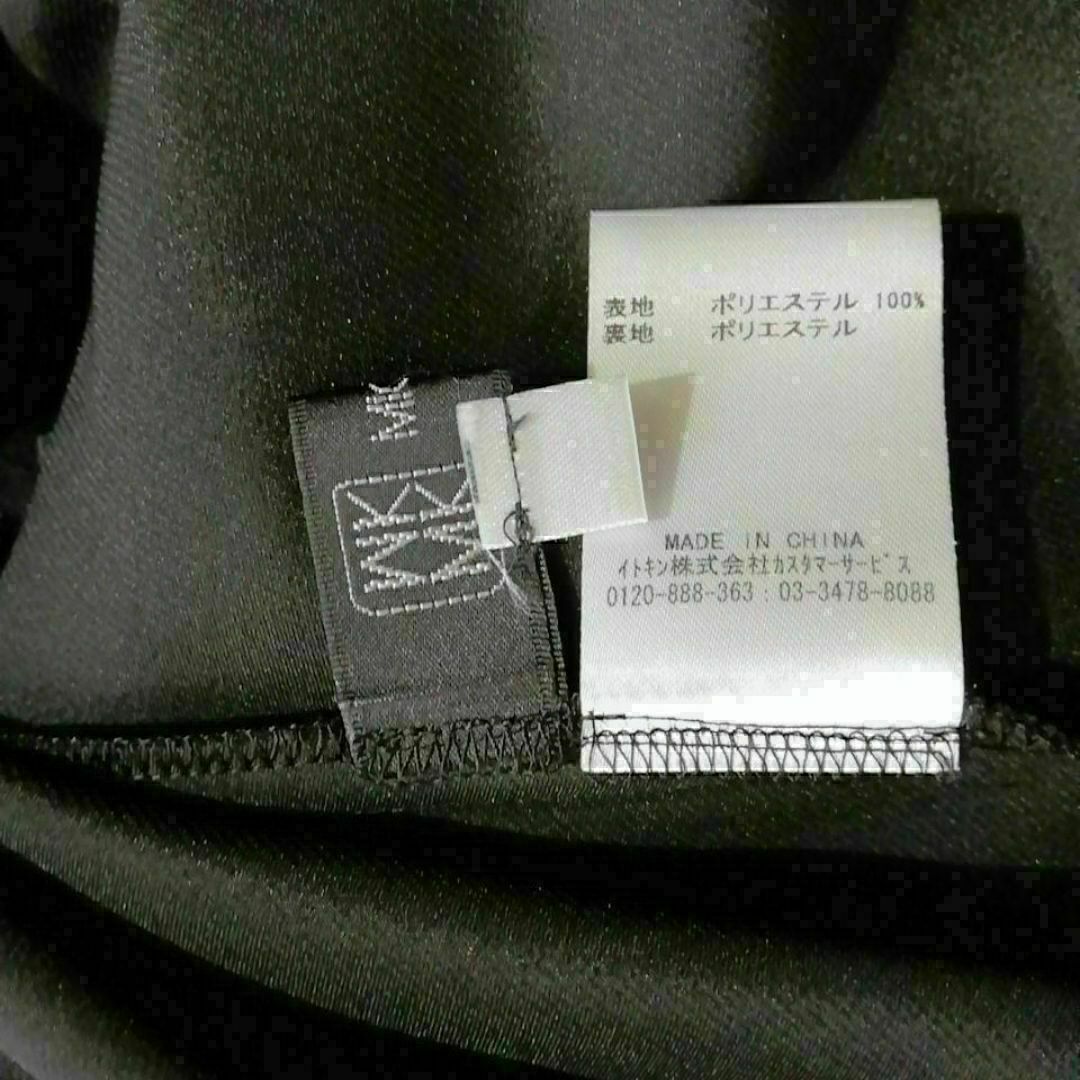 MK
MK
MK
表地 ポリエステル 100%
裏地 ポリエステル
MADE IN CHINA
イトキン株式会社カスタマーサービス
0120-888-363 : 03-3478-8088